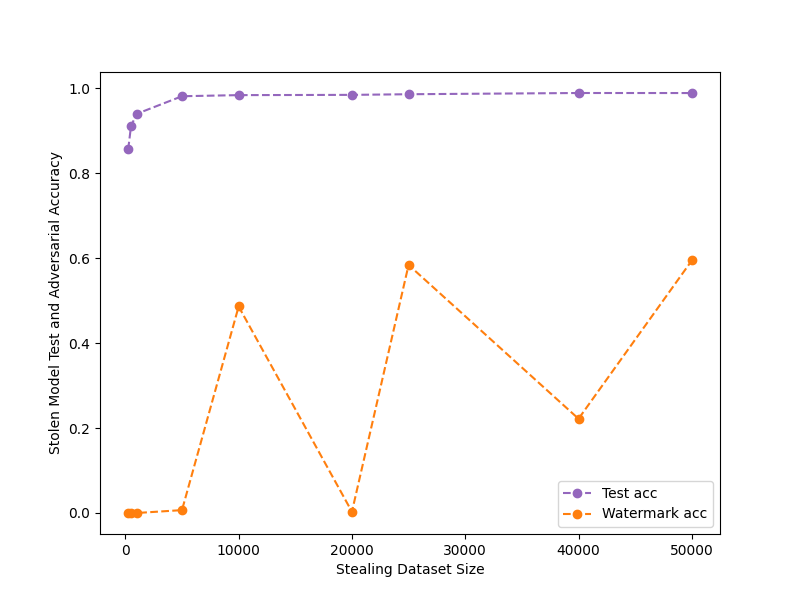 1.0
0.8
0.6
0.4
0.2
0.0
Stolen Model Test and Adversarial Accuracy
Test acc
Watermark acc
0 10000 20000 30000 40000 50000
Stealing Dataset Size